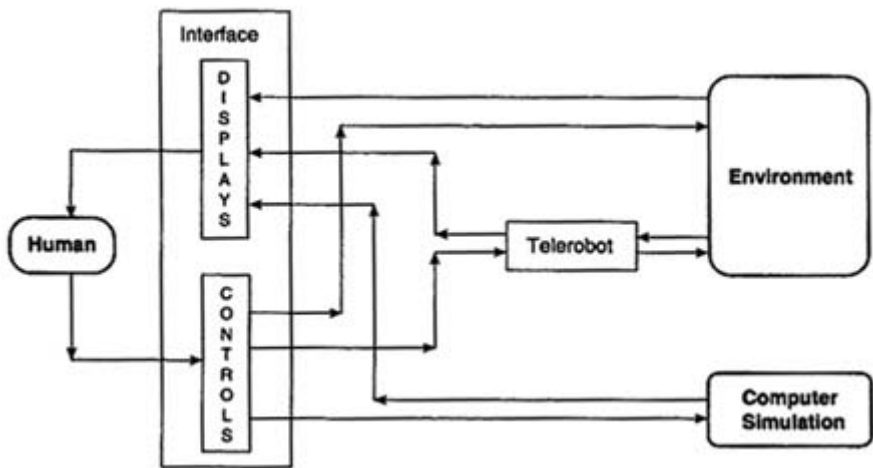 Interface
DISPLAYS
Environment
Human
Telerobot
CONTROLS
Computer
Simulation